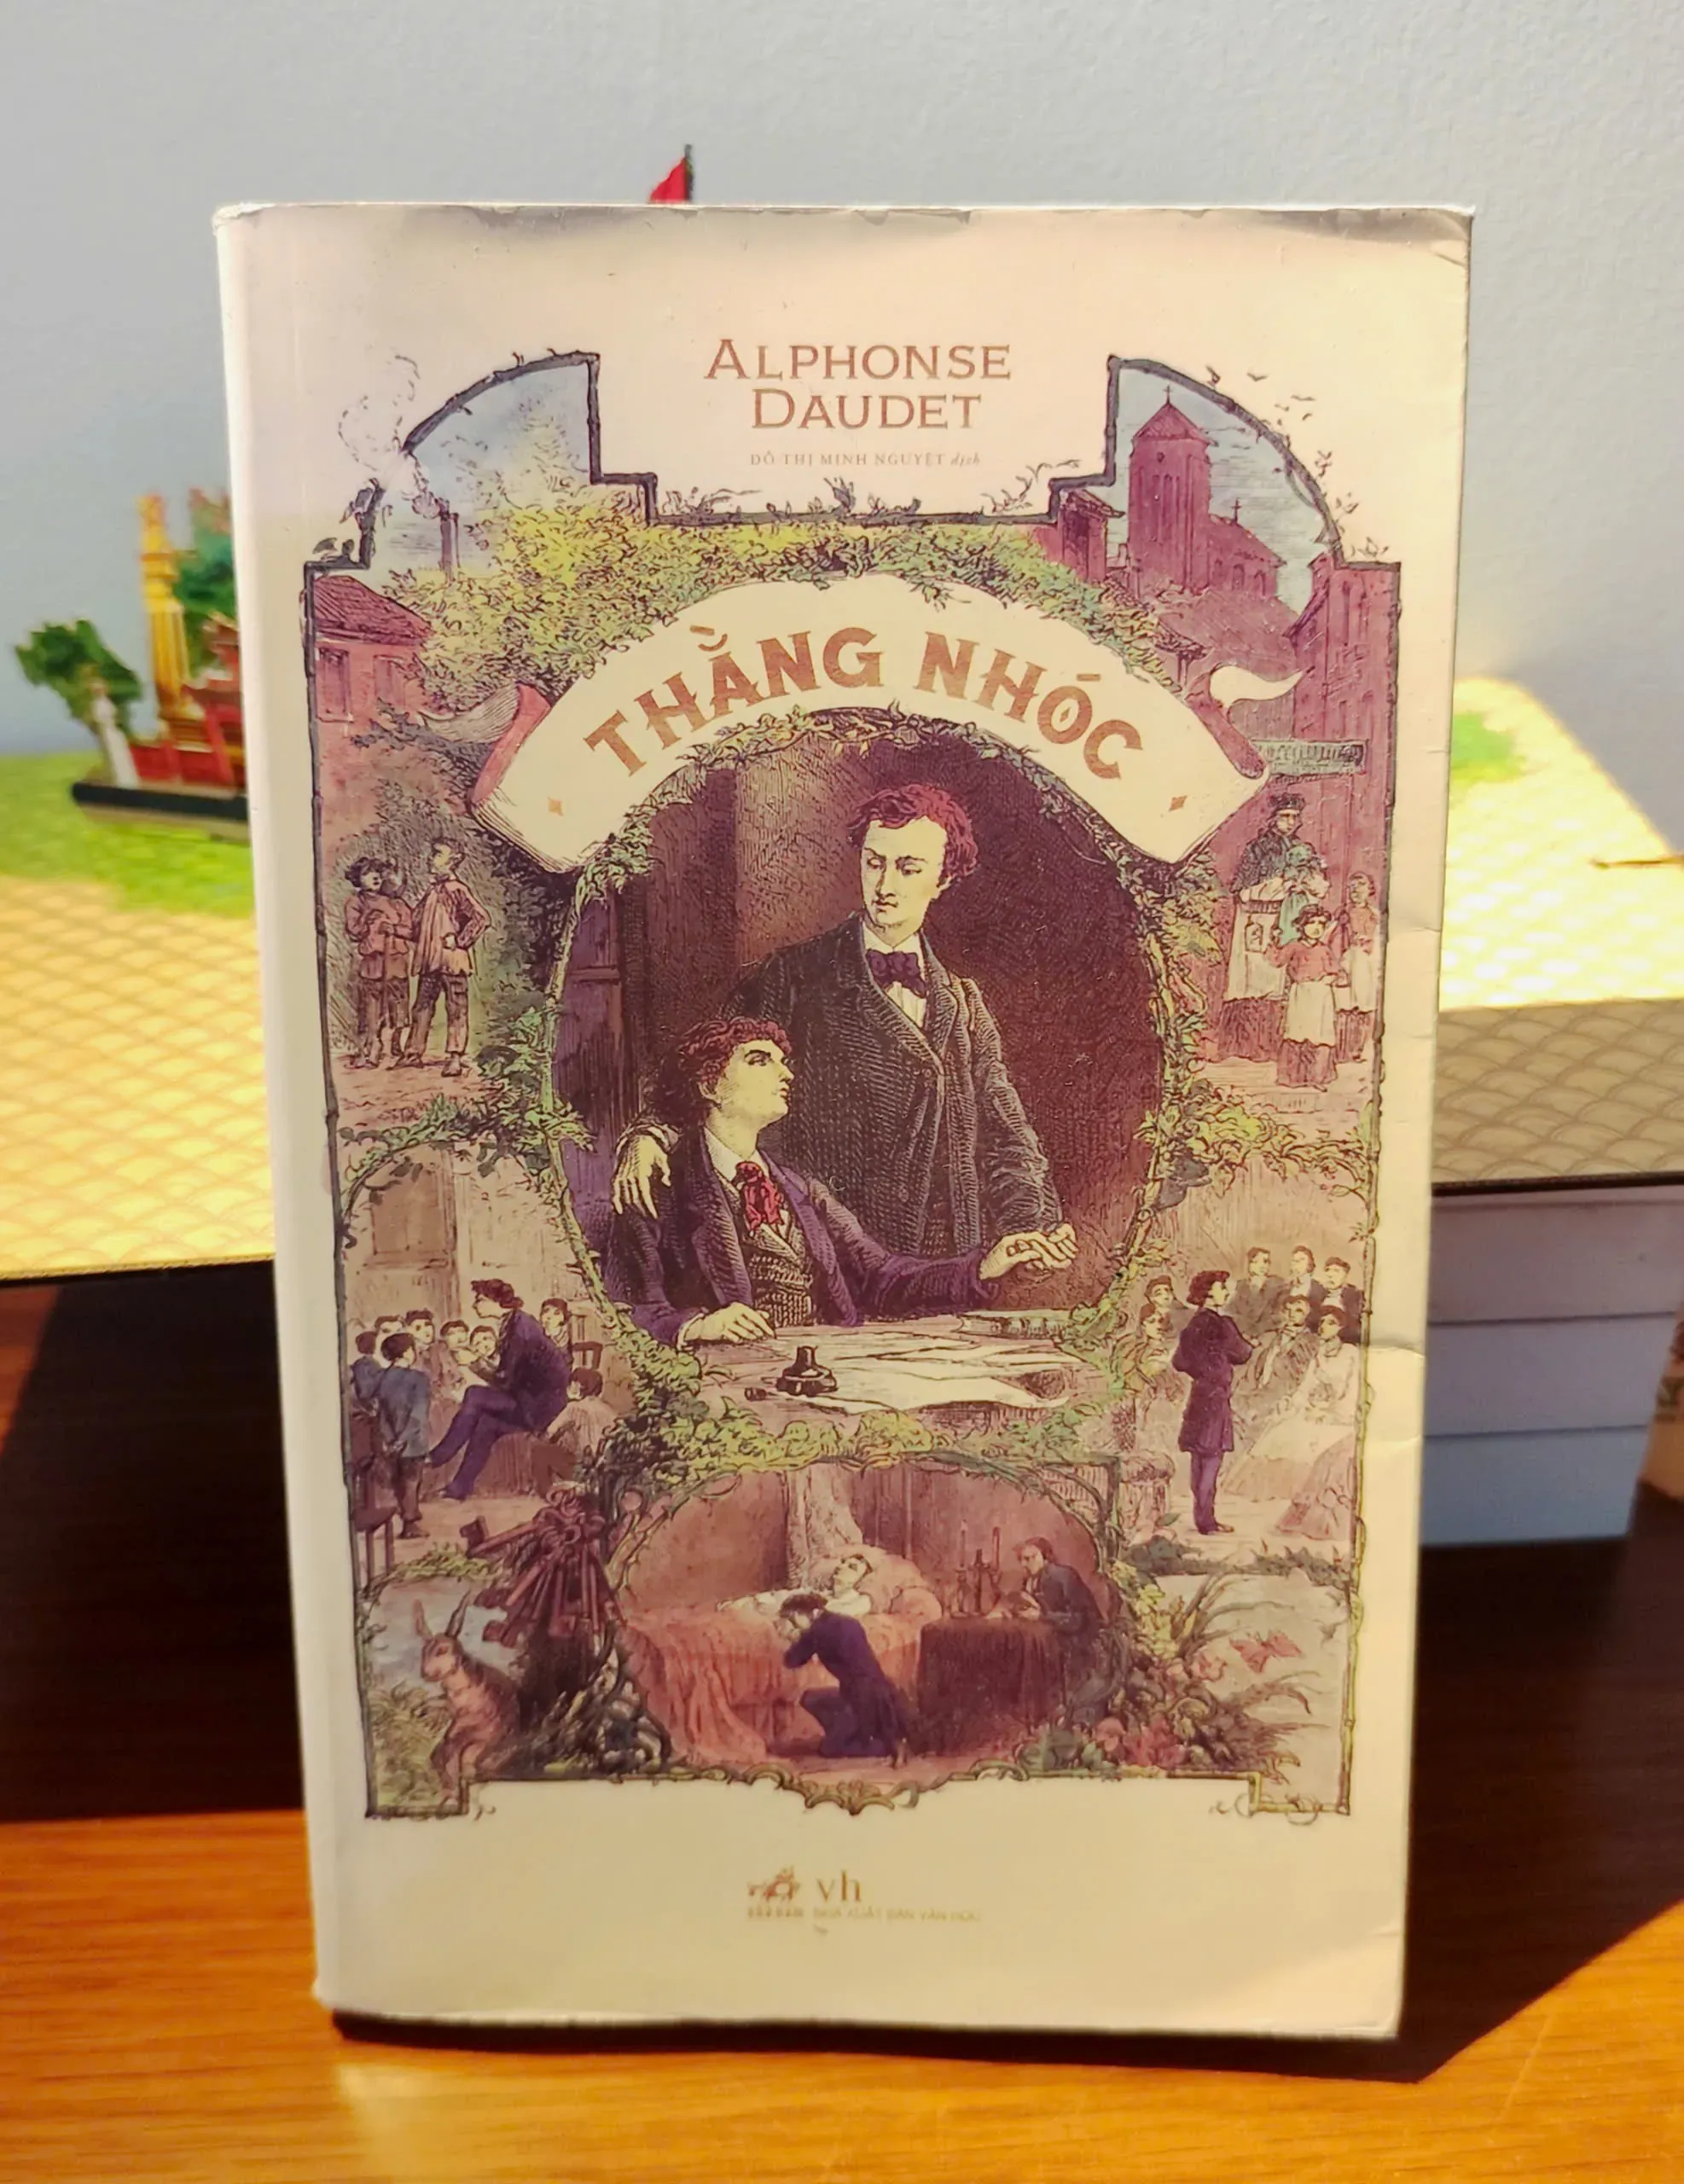 ALPHONSE
DAUDET
ĐỖ THỊ MINH NGUYỆT dịch
THẰNG NHÓC
vh
NHÃ NAM NHÀ XUẤT BẢN VĂN HỌC